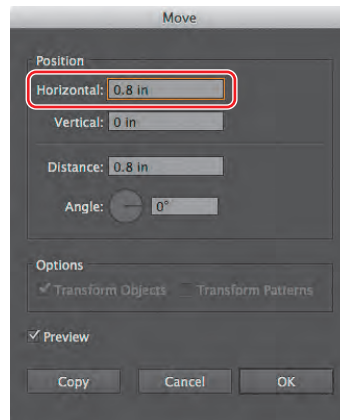 Move
Position
Horizontal: 0.8 in
Vertical: 0 in
Distance: 0.8 in
Angle: 0°
Options
Transform Objects Transform Patterns
Preview
Copy Cancel OK